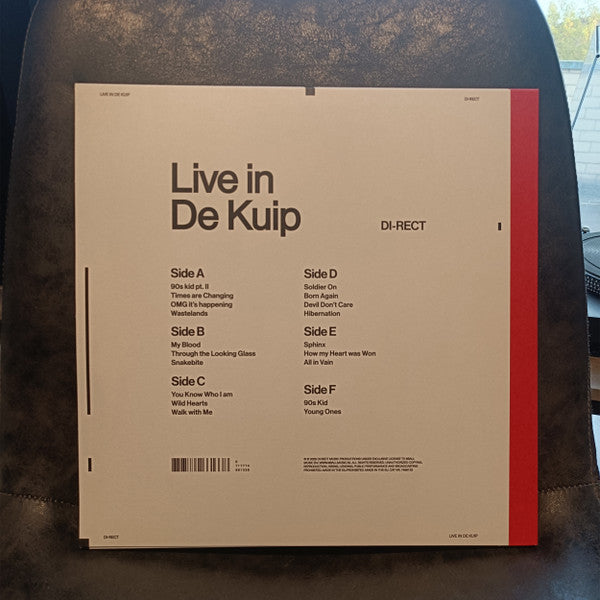 LIVE IN DE KUIP
DI-RECT
Live in
De Kuip
DI-RECT
Side A
90s kid pt. II
Times are Changing
OMG it's happening
Wastelands
Side B
My Blood
Through the Looking Glass
Snakebite
Side C
You Know Who I am
Wild Hearts
Walk with Me
Side D
Soldier On
Born Again
Devil Don't Care
Hibernation
Side E
Sphinx
How my Heart was Won
All in Vain
Side F
90s Kid
Young Ones
DI-RECT
LIVE IN DE KUIP